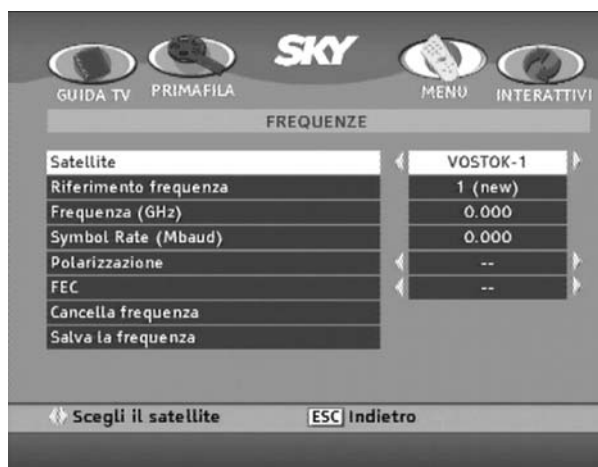 SKY
GUIDA TV PRIMAFILA MENU INTERATTIVI
FREQUENZE
Satellite VOSTOK-1
Riferimento frequenza 1 (new)
Frequenza (GHz) 0.000
Symbol Rate (Mbaud) 0.000
Polarizzazione --
FEC --
Cancella frequenza
Salva la frequenza
Scegli il satellite ESC Indietro